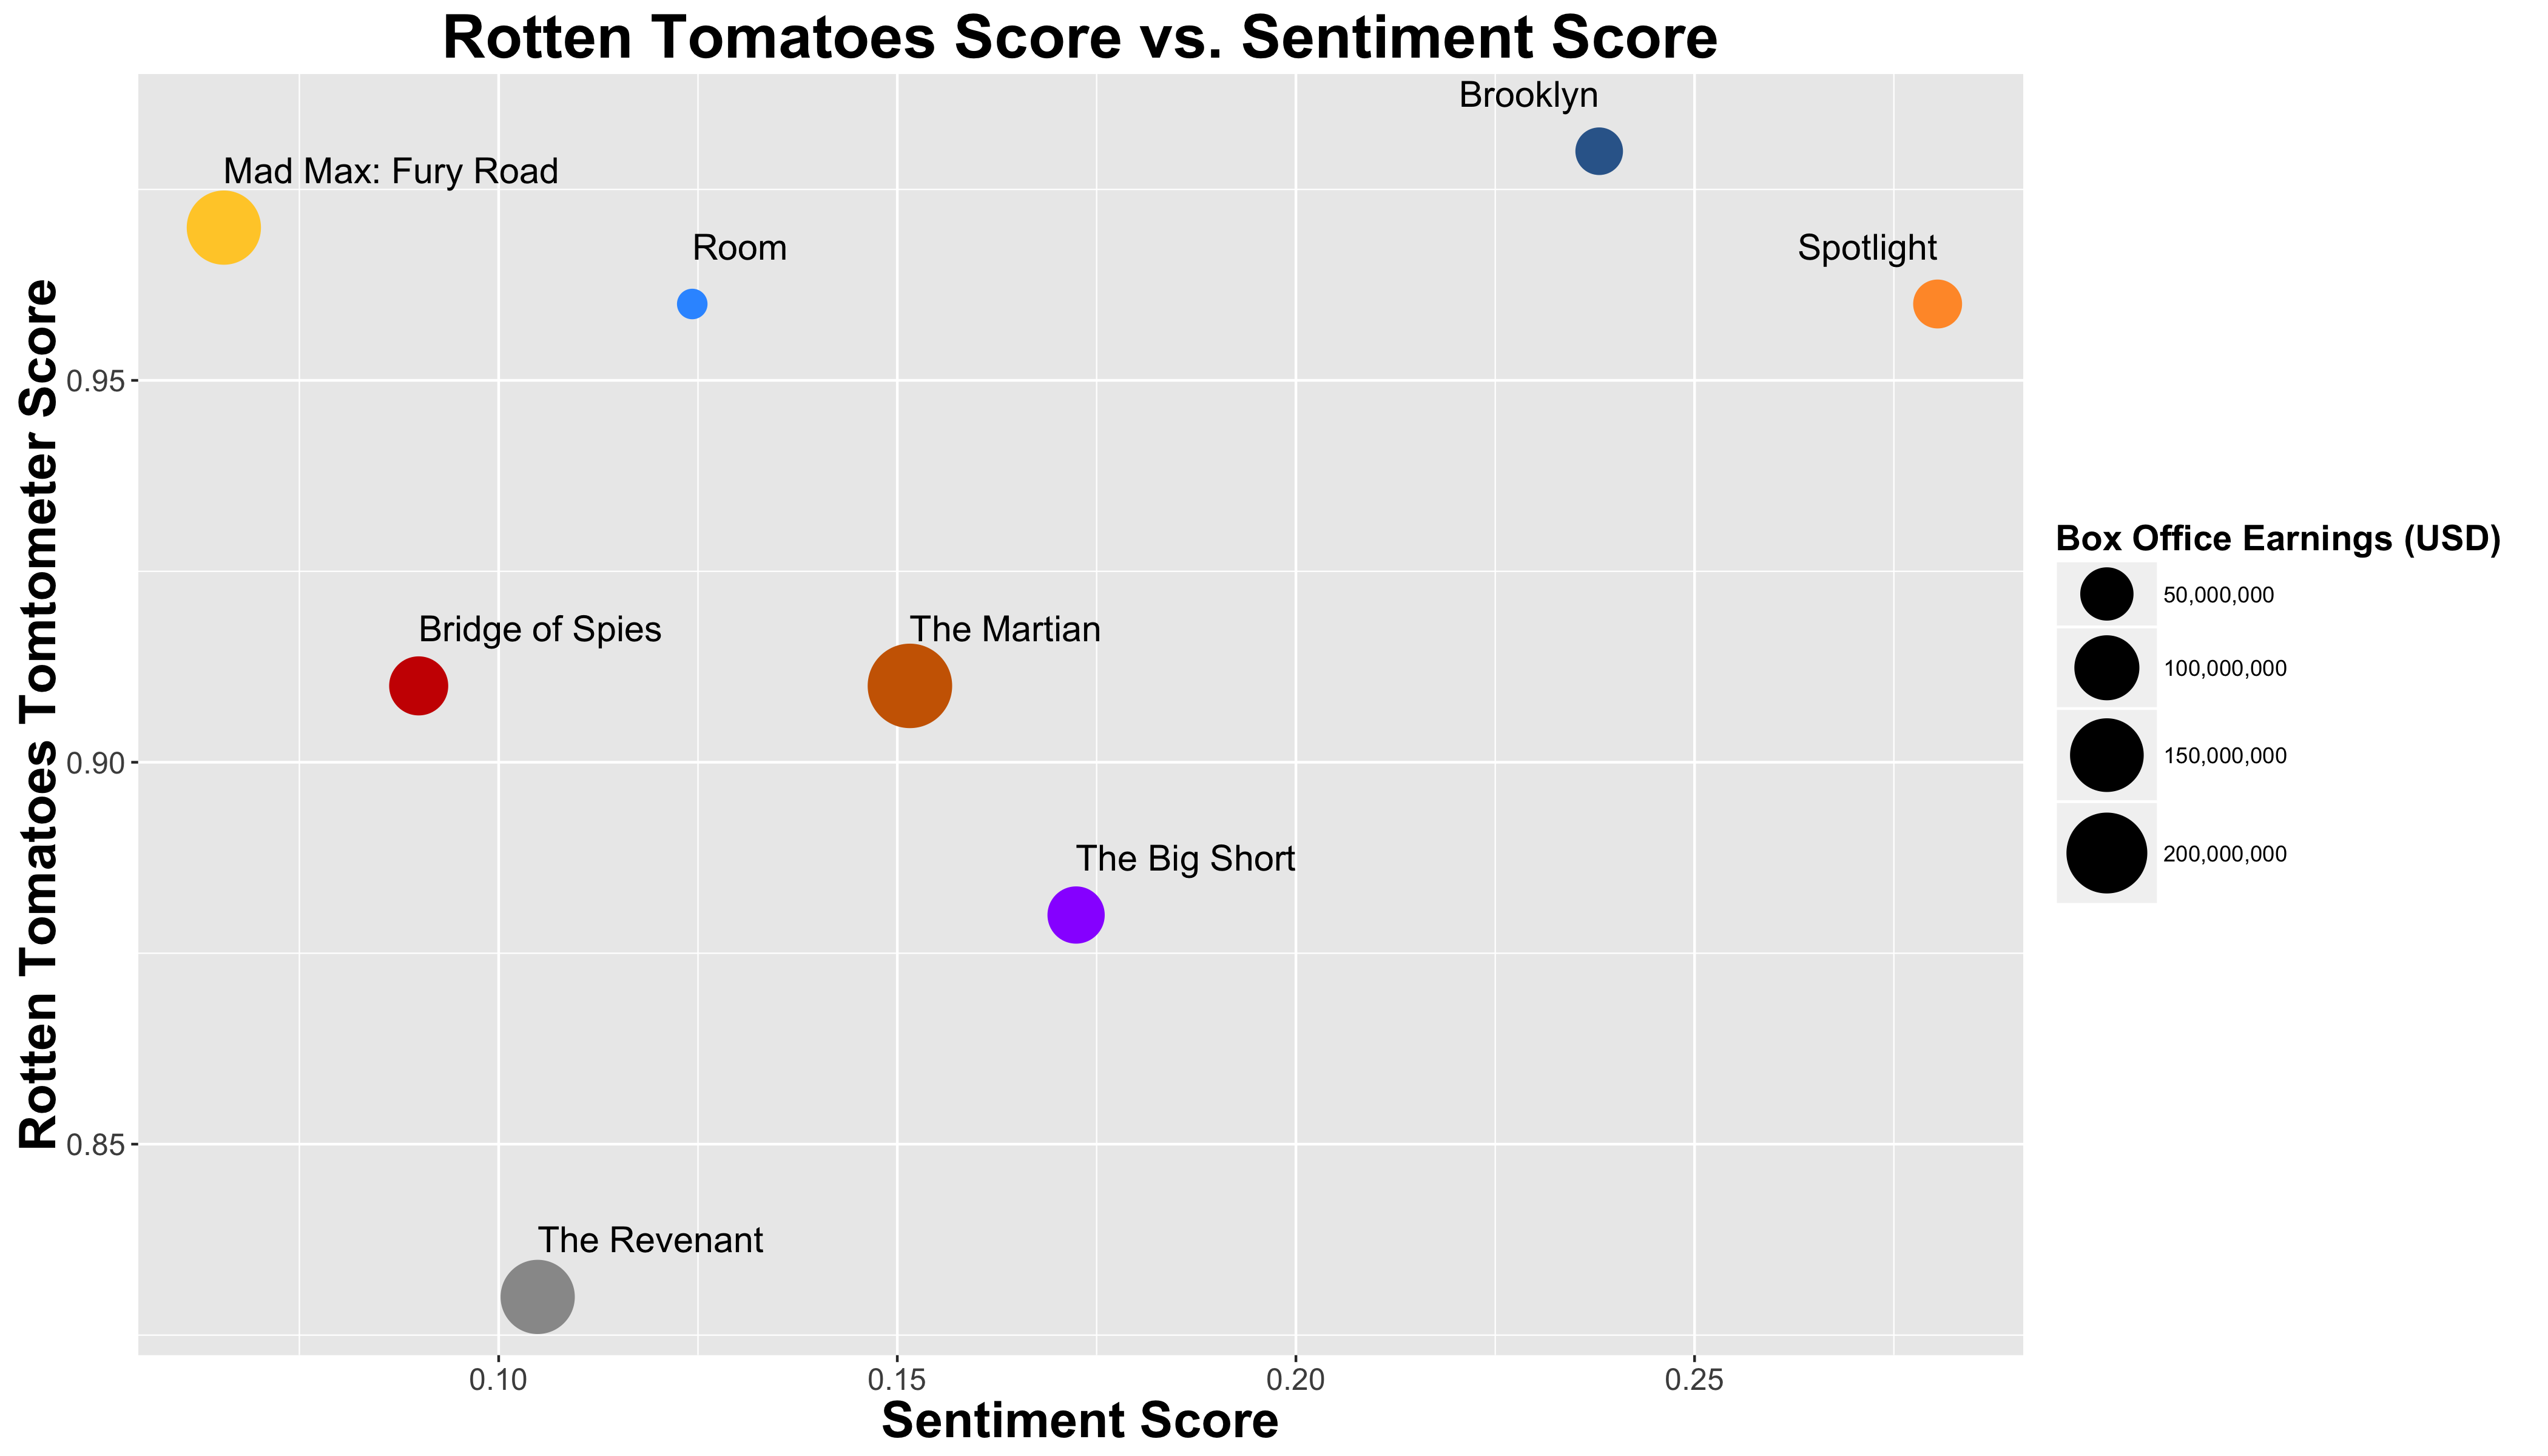 Rotten Tomatoes Score vs. Sentiment Score
Brooklyn
Mad Max: Fury Road
Room
Spotlight
Bridge of Spies
The Martian
The Big Short
The Revenant
Rotten Tomatoes Tomtometer Score
0.95
0.90
0.85
0.10
0.15
0.20
0.25
Sentiment Score
Box Office Earnings (USD)
50,000,000
100,000,000
150,000,000
200,000,000